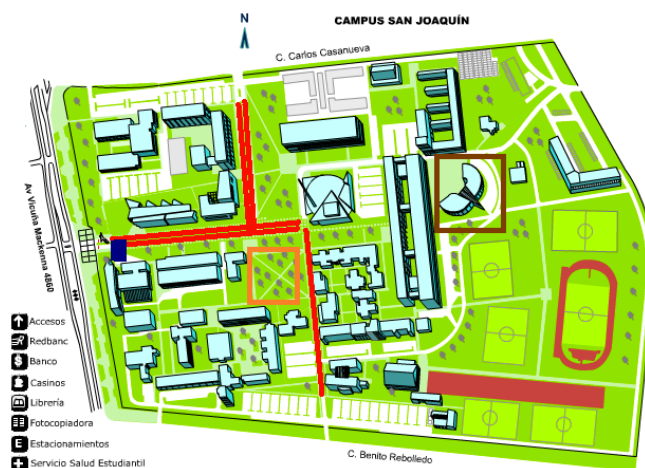 CAMPUS SAN JOAQUÍN
N
C. Carlos Casanueva
Av Vicuña Mackenna 4860
Accesos
Redbanc
$ Banco
Casinos
Librería
Fotocopiadora
E Estacionamientos
Servicio Salud Estudiantil
C. Benito Rebolledo